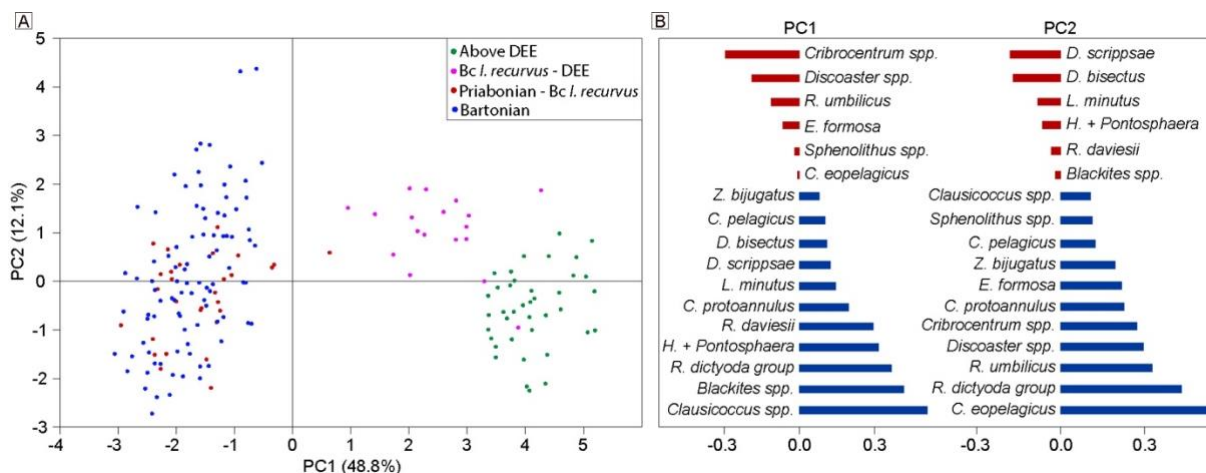 A
5
4
3
2
1
0
-1
-2
-3
-4 -3 -2 -1 0 1 2 3 4 5
PC2 (12.1%)
PC1 (48.8%)
Above DEE
Bc l. recurvus - DEE
Priabonian - Bc l. recurvus
Bartonian
B
PC1
Cribrocentrum spp.
Discoaster spp.
R. umbilicus
E. formosa
Sphenolithus spp.
C. eopelagicus
Z. bijugatus
C. pelagicus
D. bisectus
D. scrippsae
L. minutus
C. protoannulus
R. daviesii
H. + Pontosphaera
R. dictyoda group
Blackites spp.
Clausicoccus spp.
-0.3 0.0 0.3
PC2
D. scrippsae
D. bisectus
L. minutus
H. + Pontosphaera
R. daviesii
Blackites spp.
Clausicoccus spp.
Sphenolithus spp.
C. pelagicus
Z. bijugatus
E. formosa
C. protoannulus
Cribrocentrum spp.
Discoaster spp.
R. umbilicus
R. dictyoda group
C. eopelagicus
-0.3 0.0 0.3